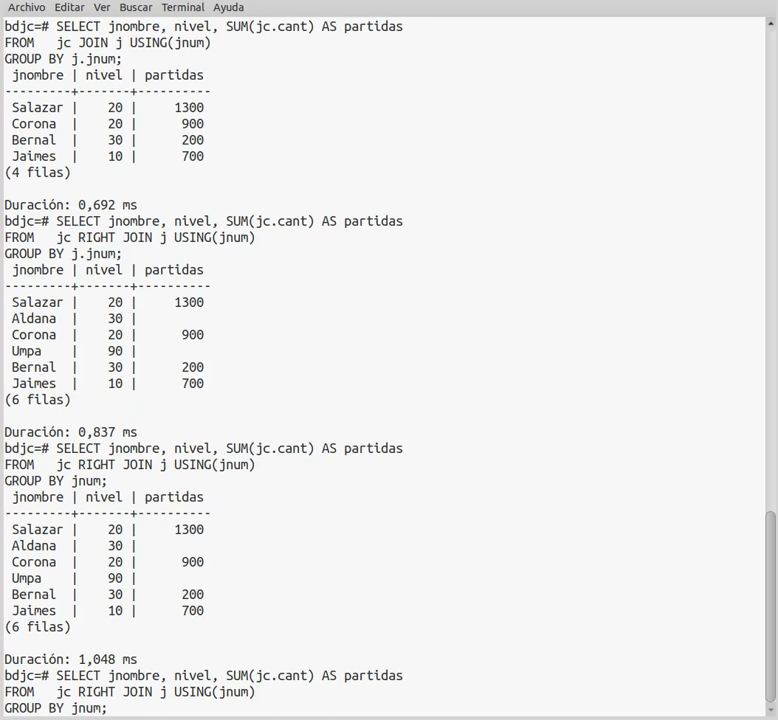 Archivo Editar Ver Buscar Terminal Ayuda
bdjc=# SELECT jnombre, nivel, SUM(jc.cant) AS partidas
FROM   jc JOIN j USING(jnum)
GROUP BY j.jnum;
 jnombre | nivel | partidas
---------+-------+----------
 Salazar |    20 |     1300
 Corona  |    20 |      900
 Bernal  |    30 |      200
 Jaimes  |    10 |      700
(4 filas)

Duración: 0,692 ms
bdjc=# SELECT jnombre, nivel, SUM(jc.cant) AS partidas
FROM   jc RIGHT JOIN j USING(jnum)
GROUP BY j.jnum;
 jnombre | nivel | partidas
---------+-------+----------
 Salazar |    20 |     1300
 Aldana  |    30 |
 Corona  |    20 |      900
 Umpa    |    90 |
 Bernal  |    30 |      200
 Jaimes  |    10 |      700
(6 filas)

Duración: 0,837 ms
bdjc=# SELECT jnombre, nivel, SUM(jc.cant) AS partidas
FROM   jc RIGHT JOIN j USING(jnum)
GROUP BY jnum;
 jnombre | nivel | partidas
---------+-------+----------
 Salazar |    20 |     1300
 Aldana  |    30 |
 Corona  |    20 |      900
 Umpa    |    90 |
 Bernal  |    30 |      200
 Jaimes  |    10 |      700
(6 filas)

Duración: 1,048 ms
bdjc=# SELECT jnombre, nivel, SUM(jc.cant) AS partidas
FROM   jc RIGHT JOIN j USING(jnum)
GROUP BY jnum;